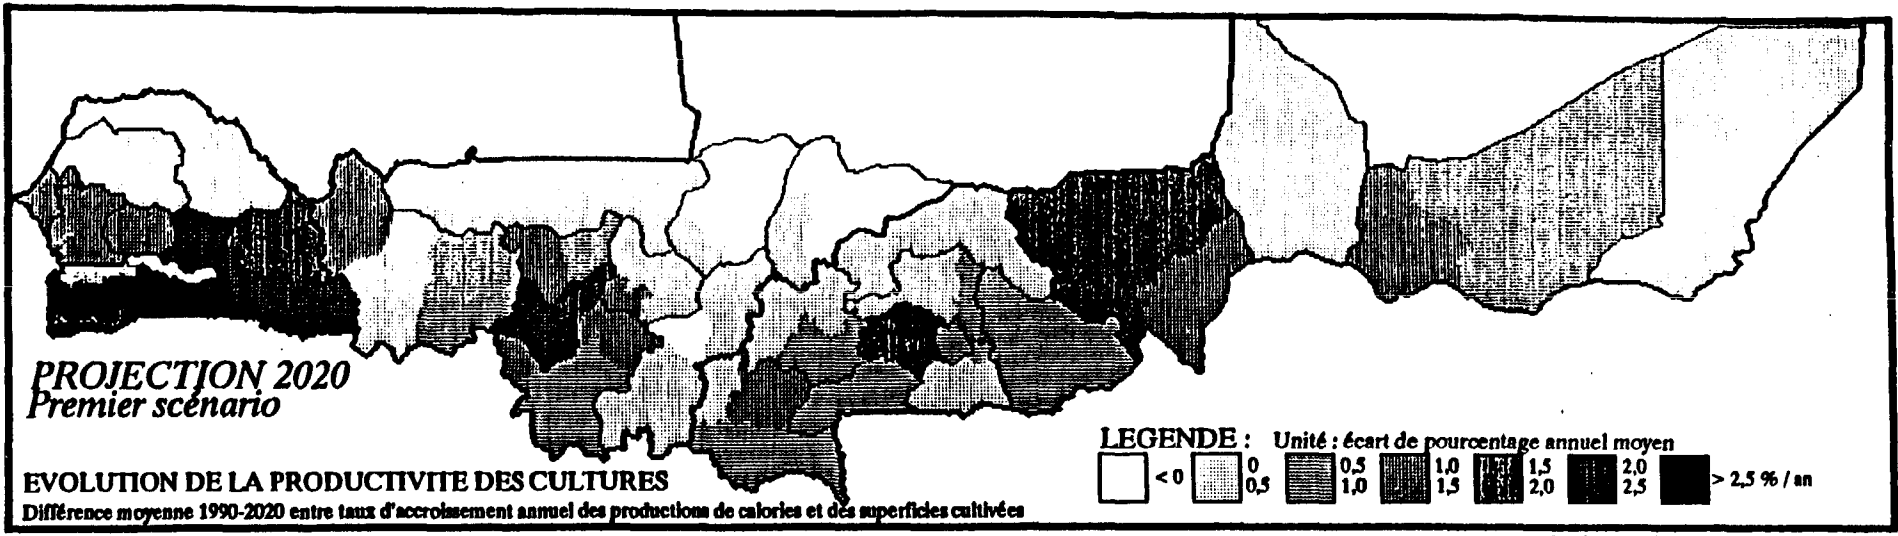 PROJECTION 2020
Premier scénario
EVOLUTION DE LA PRODUCTIVITE DES CULTURES
Différence moyenne 1990-2020 entre taux d'accroissement annuel des productions de calories et des superficies cultivées
LEGENDE : Unité : écart de pourcentage annuel moyen
< 0
0
0,5
0,5
1,0
1,0
1,5
1,5
2,0
2,0
2,5
> 2,5 % / an